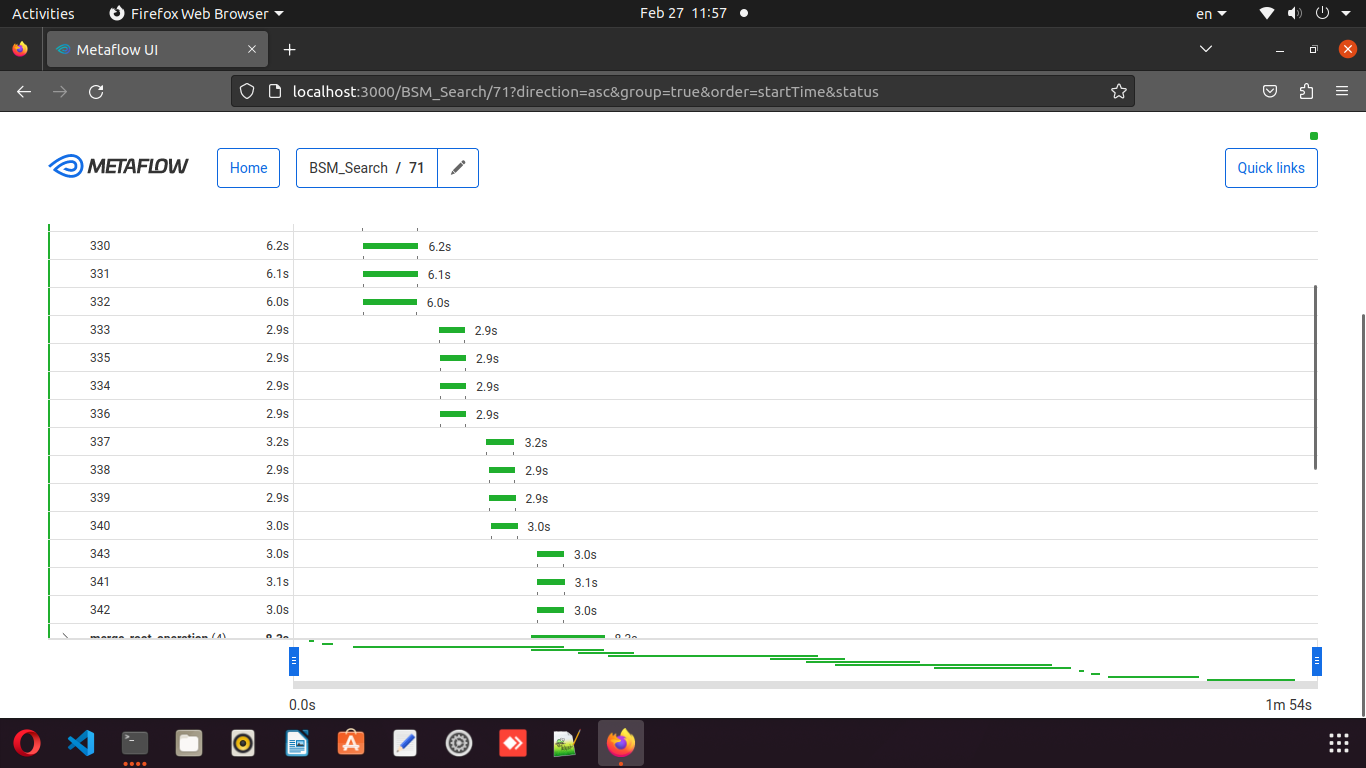 Activities Firefox Web Browser Feb 27 11:57 en
Metaflow UI
localhost:3000/BSM_Search/71?direction=asc&group=true&order=startTime&status
METAFLOW Home BSM_Search / 71 Quick links
330 6.2s 6.2s
331 6.1s 6.1s
332 6.0s 6.0s
333 2.9s 2.9s
335 2.9s 2.9s
334 2.9s 2.9s
336 2.9s 2.9s
337 3.2s 3.2s
338 2.9s 2.9s
339 2.9s 2.9s
340 3.0s 3.0s
343 3.0s 3.0s
341 3.1s 3.1s
342 3.0s 3.0s
merge_root_operation (4) 8.3s 8.3s
0.0s 1m 54s